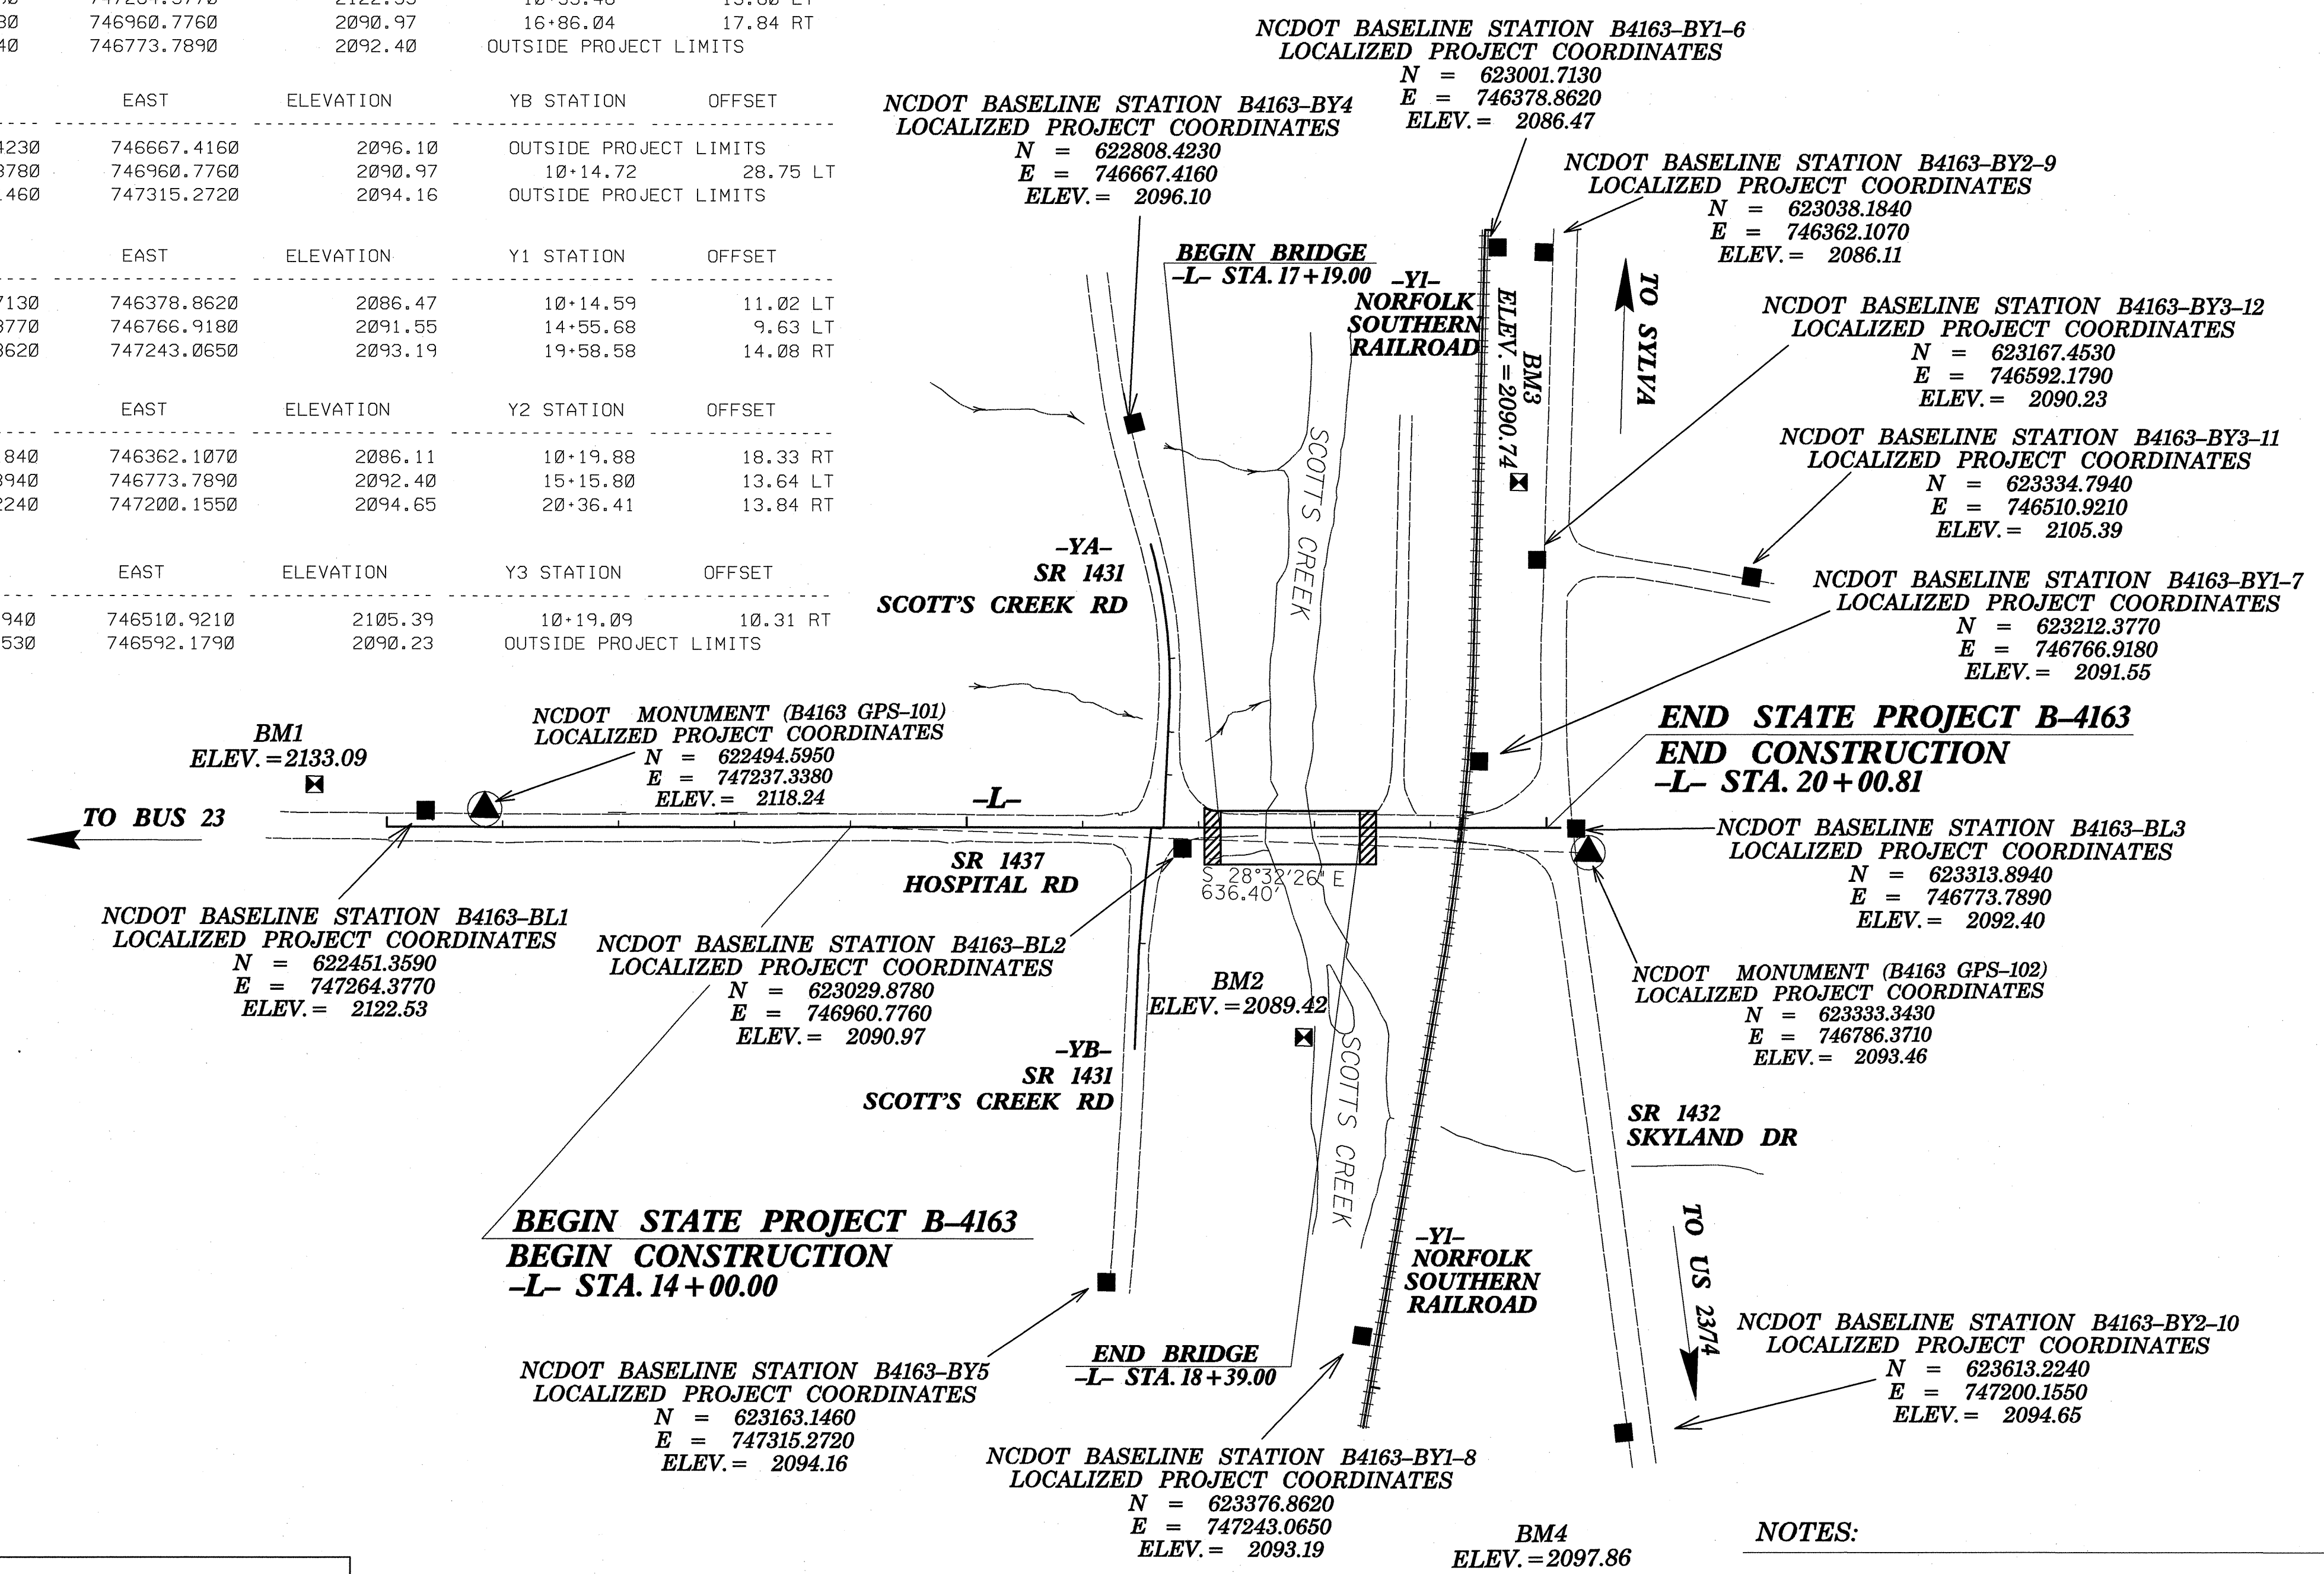 746960.7760 2090.97 16+86.04 17.84 RT
746773.7890 2092.40 OUTSIDE PROJECT LIMITS
EAST ELEVATION YB STATION OFFSET
746667.4160 2096.10 OUTSIDE PROJECT LIMITS
746960.7760 2090.97 10+14.72 28.75 LT
747315.2720 2094.16 OUTSIDE PROJECT LIMITS
EAST ELEVATION Y1 STATION OFFSET
746378.8620 2086.47 10+14.59 11.02 LT
746766.9180 2091.55 14+55.68 9.63 LT
747243.0650 2093.19 19+58.58 14.08 RT
EAST ELEVATION Y2 STATION OFFSET
746362.1070 2086.11 10+19.88 18.33 RT
746773.7890 2092.40 15+15.80 13.64 LT
747200.1550 2094.65 20+36.41 13.84 RT
EAST ELEVATION Y3 STATION OFFSET
746510.9210 2105.39 10+19.09 10.31 RT
746592.1790 2090.23 OUTSIDE PROJECT LIMITS
NCDOT BASELINE STATION B4163-BY1-6
LOCALIZED PROJECT COORDINATES
N = 623001.7130
E = 746378.8620
ELEV. = 2086.47
NCDOT BASELINE STATION B4163-BY4
LOCALIZED PROJECT COORDINATES
N = 622808.4230
E = 746667.4160
ELEV. = 2096.10
NCDOT BASELINE STATION B4163-BY2-9
LOCALIZED PROJECT COORDINATES
N = 623038.1840
E = 746362.1070
ELEV. = 2086.11
BEGIN BRIDGE
-L- STA. 17+19.00
-Y1-
NORFOLK
SOUTHERN
RAILROAD
BM3
ELEV. = 2090.74
TO SYLVA
NCDOT BASELINE STATION B4163-BY3-12
LOCALIZED PROJECT COORDINATES
N = 623167.4530
E = 746592.1790
ELEV. = 2090.23
NCDOT BASELINE STATION B4163-BY3-11
LOCALIZED PROJECT COORDINATES
N = 623334.7940
E = 746510.9210
ELEV. = 2105.39
SCOTTS CREEK
-YA-
SR 1431
SCOTT'S CREEK RD
NCDOT BASELINE STATION B4163-BY1-7
LOCALIZED PROJECT COORDINATES
N = 623212.3770
E = 746766.9180
ELEV. = 2091.55
BM1
ELEV. = 2133.09
NCDOT MONUMENT (B4163 GPS-101)
LOCALIZED PROJECT COORDINATES
N = 622494.5950
E = 747237.3380
ELEV. = 2118.24
END STATE PROJECT B-4163
END CONSTRUCTION
-L- STA. 20+00.81
TO BUS 23
-L-
SR 1437
HOSPITAL RD
S 28°32'26" E
636.40'
NCDOT BASELINE STATION B4163-BL3
LOCALIZED PROJECT COORDINATES
N = 623313.8940
E = 746773.7890
ELEV. = 2092.40
NCDOT BASELINE STATION B4163-BL1
LOCALIZED PROJECT COORDINATES
N = 622451.3590
E = 747264.3770
ELEV. = 2122.53
NCDOT BASELINE STATION B4163-BL2
LOCALIZED PROJECT COORDINATES
N = 623029.8780
E = 746960.7760
ELEV. = 2090.97
BM2
ELEV. = 2089.42
NCDOT MONUMENT (B4163 GPS-102)
LOCALIZED PROJECT COORDINATES
N = 623333.3430
E = 746786.3710
ELEV. = 2093.46
-YB-
SR 1431
SCOTT'S CREEK RD
SCOTTS CREEK
SR 1432
SKYLAND DR
BEGIN STATE PROJECT B-4163
BEGIN CONSTRUCTION
-L- STA. 14+00.00
-Y1-
NORFOLK
SOUTHERN
RAILROAD
TO US 23/74
END BRIDGE
-L- STA. 18+39.00
NCDOT BASELINE STATION B4163-BY2-10
LOCALIZED PROJECT COORDINATES
N = 623613.2240
E = 747200.1550
ELEV. = 2094.65
NCDOT BASELINE STATION B4163-BY5
LOCALIZED PROJECT COORDINATES
N = 623163.1460
E = 747315.2720
ELEV. = 2094.16
NCDOT BASELINE STATION B4163-BY1-8
LOCALIZED PROJECT COORDINATES
N = 623376.8620
E = 747243.0650
ELEV. = 2093.19
BM4
ELEV. = 2097.86
NOTES: